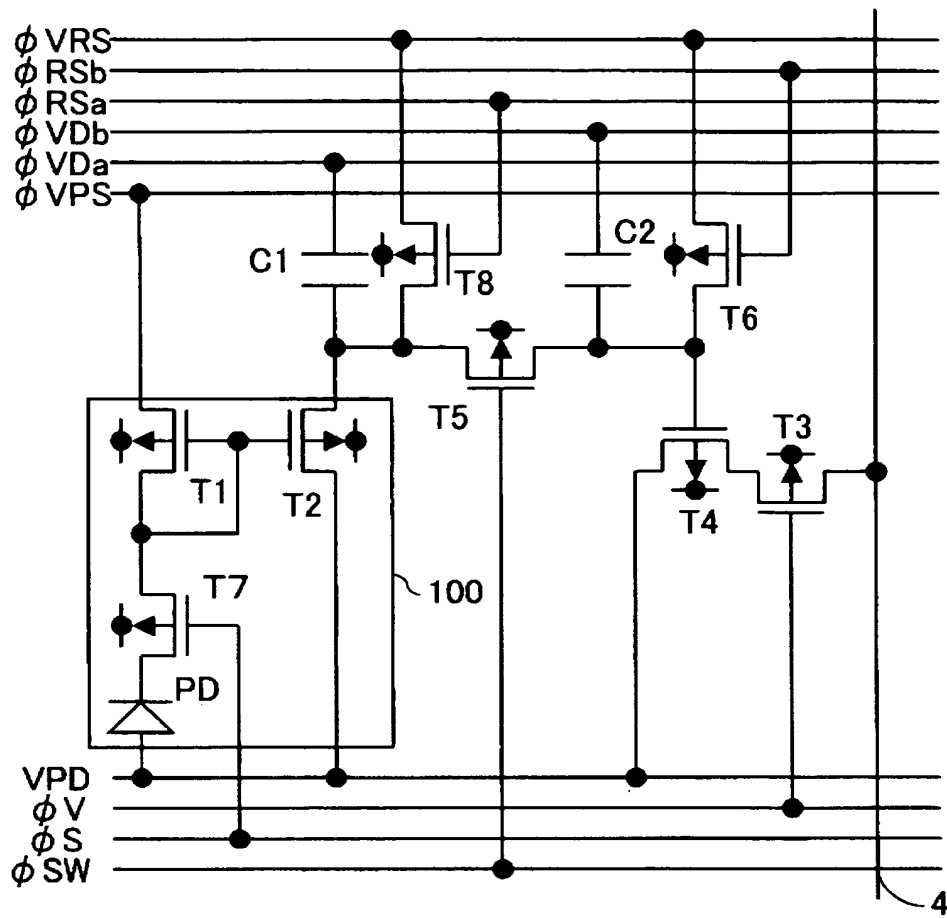 φVRS
φRSb
φRSa
φVDb
φVDa
φVPS
C1
T8
C2
T6
T5
T3
T1
T2
T4
T7
100
PD
VPD
φV
φS
φSW
4